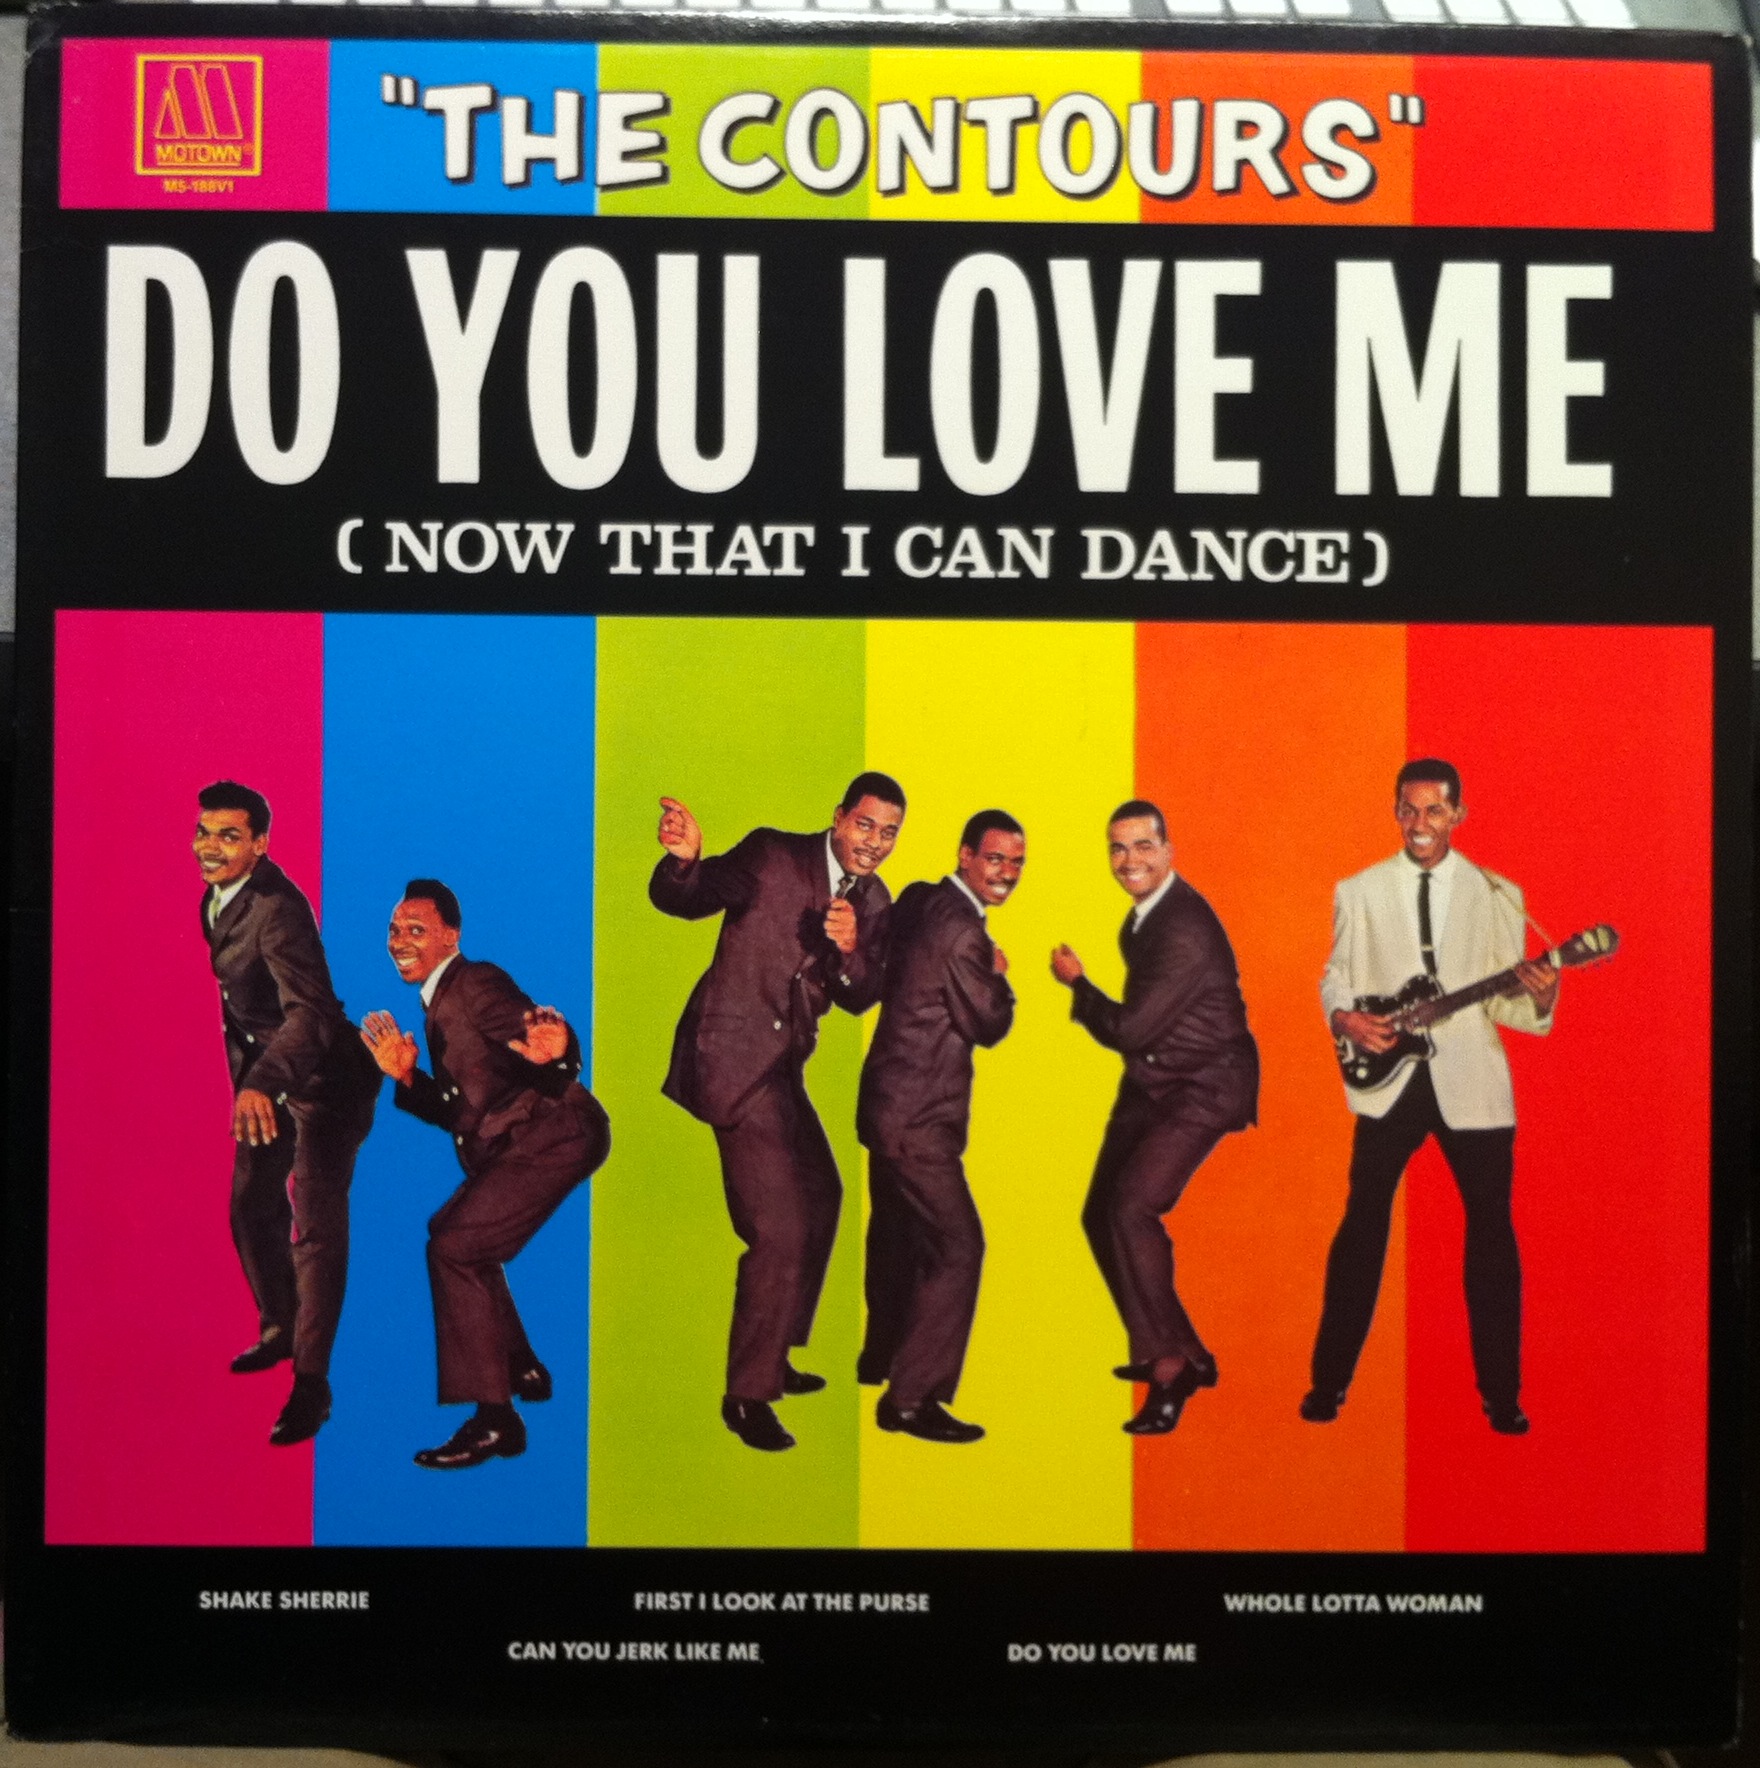 MOTOWN®
M5-188V1
"THE CONTOURS"
DO YOU LOVE ME
(NOW THAT I CAN DANCE)
SHAKE SHERRIE
FIRST I LOOK AT THE PURSE
WHOLE LOTTA WOMAN
CAN YOU JERK LIKE ME
DO YOU LOVE ME